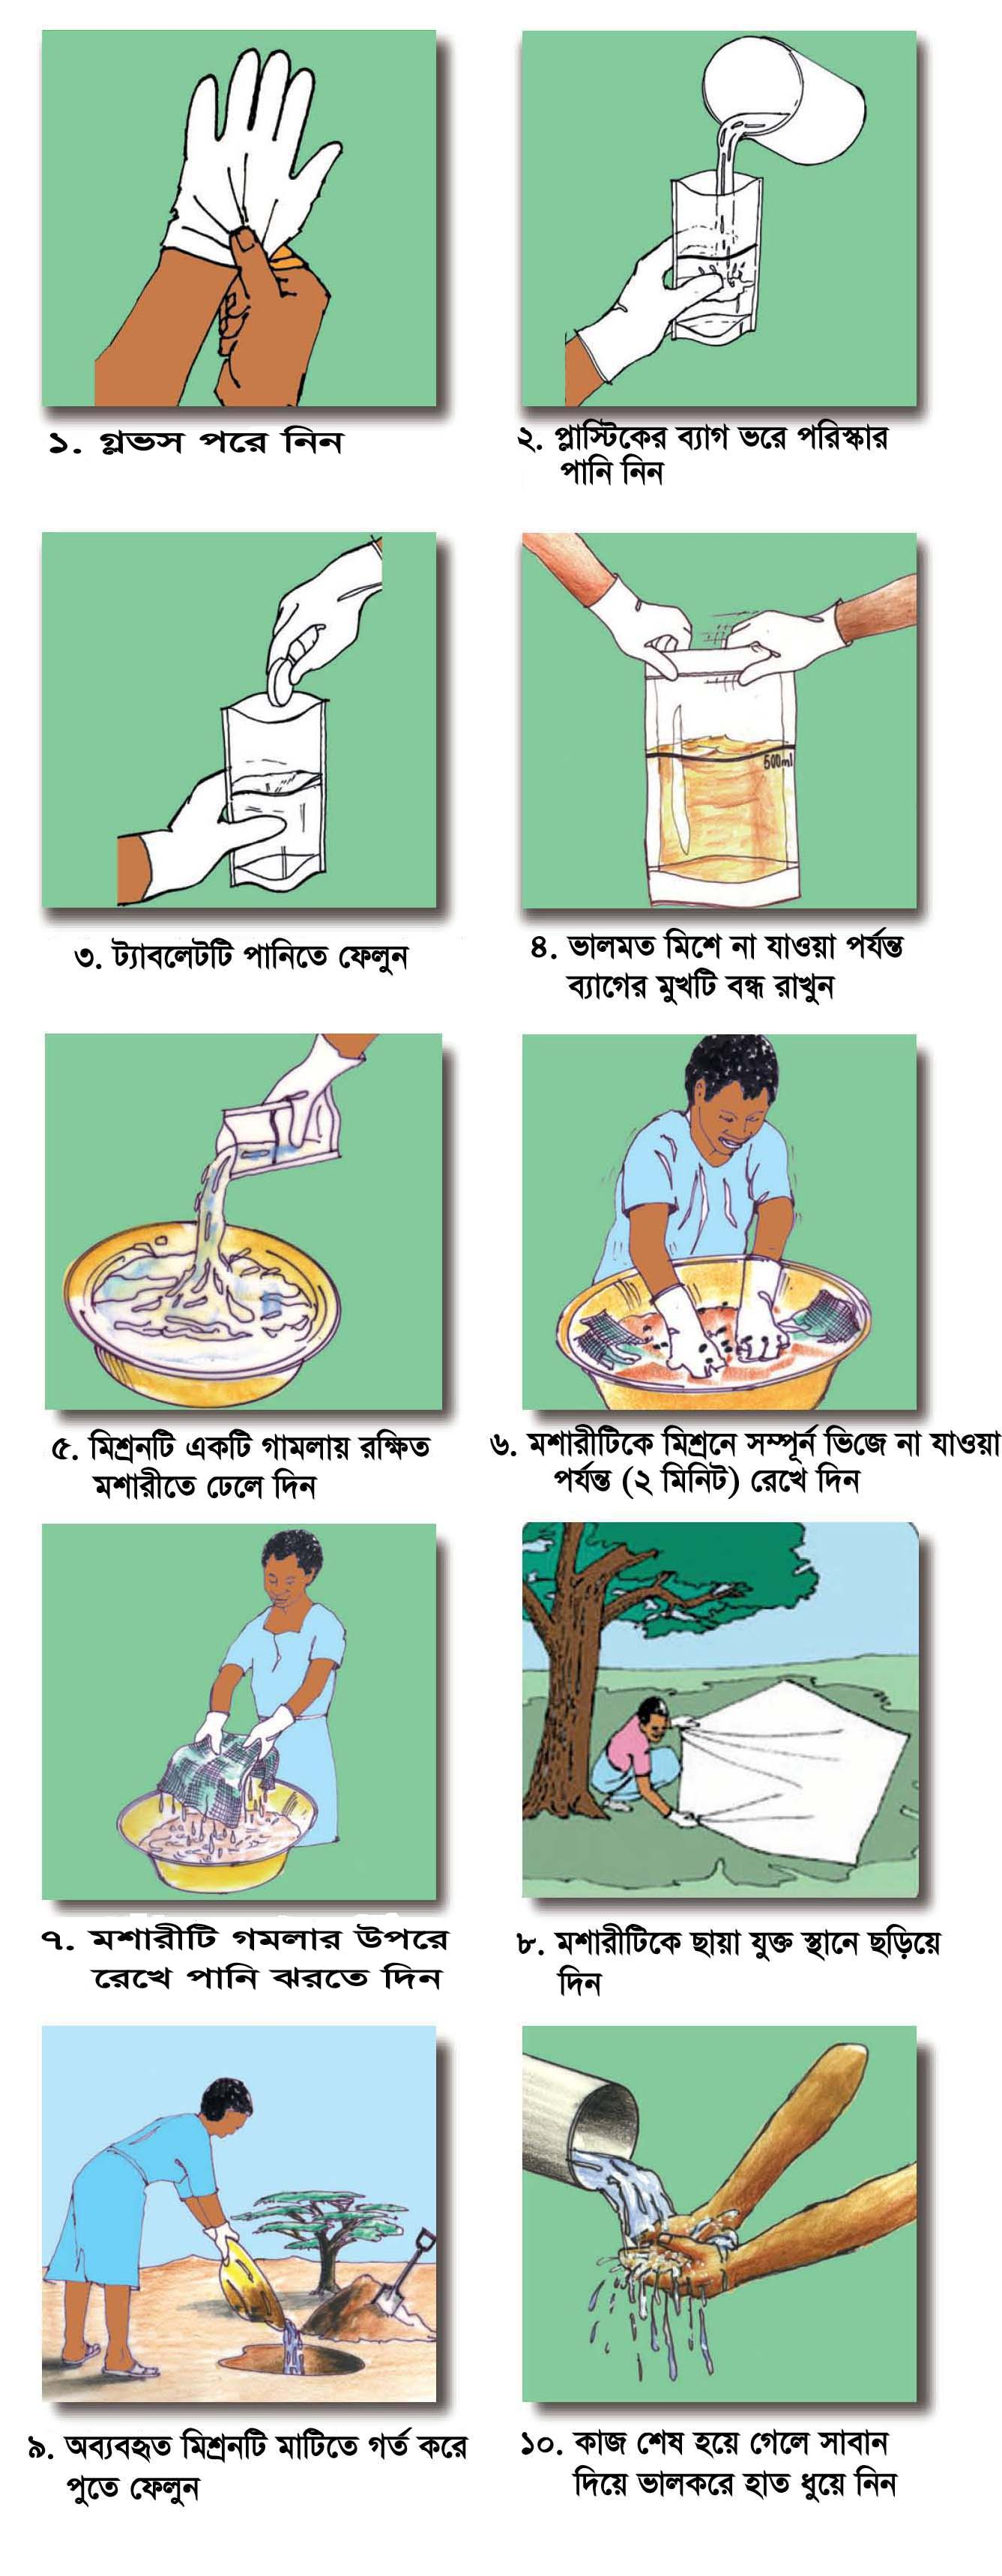 ১. গ্লভস পরে নিন
২. প্লাস্টিকের ব্যাগ ভরে পরিস্কার
পানি নিন
৩. ট্যাবলেটটি পানিতে ফেলুন
500ml
৪. ভালমত মিশে না যাওয়া পর্যন্ত
ব্যাগের মুখটি বন্ধ রাখুন
৫. মিশ্রনটি একটি গামলায় রক্ষিত
মশারীতে ঢেলে দিন
৬. মশারীটিকে মিশ্রনে সম্পূর্ন ভিজে না যাওয়া
পর্যন্ত (২ মিনিট) রেখে দিন
৭. মশারীটি গমলার উপরে
রেখে পানি ঝরতে দিন
৮. মশারীটিকে ছায়া যুক্ত স্থানে ছড়িয়ে
দিন
৯. অব্যবহৃত মিশ্রনটি মাটিতে গর্ত করে
পুতে ফেলুন
১০. কাজ শেষ হয়ে গেলে সাবান
দিয়ে ভালকরে হাত ধুয়ে নিন